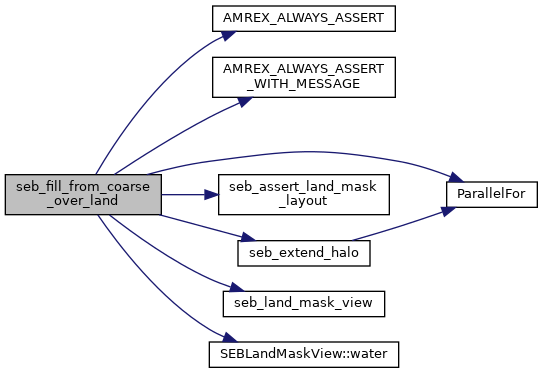 AMREX_ALWAYS_ASSERT
AMREX_ALWAYS_ASSERT
_WITH_MESSAGE
seb_fill_from_coarse
_over_land
seb_assert_land_mask
_layout
ParallelFor
seb_extend_halo
seb_land_mask_view
SEBLandMaskView::water